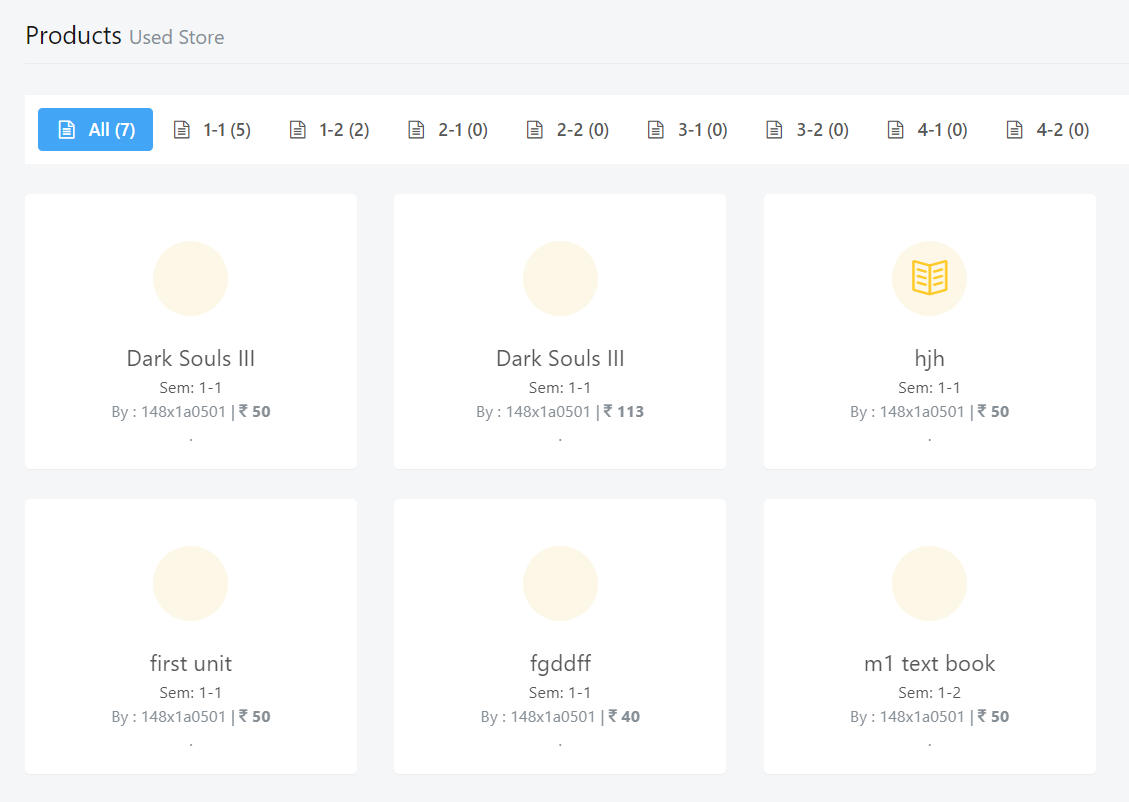 Products Used Store
All (7) 1-1 (5) 1-2 (2) 2-1 (0) 2-2 (0) 3-1 (0) 3-2 (0) 4-1 (0) 4-2 (0)
Dark Souls III
Sem: 1-1
By : 148x1a0501 | ₹ 50
.
Dark Souls III
Sem: 1-1
By : 148x1a0501 | ₹ 113
.
hjh
Sem: 1-1
By : 148x1a0501 | ₹ 50
.
first unit
Sem: 1-1
By : 148x1a0501 | ₹ 50
.
fgddff
Sem: 1-1
By : 148x1a0501 | ₹ 40
.
m1 text book
Sem: 1-2
By : 148x1a0501 | ₹ 50
.